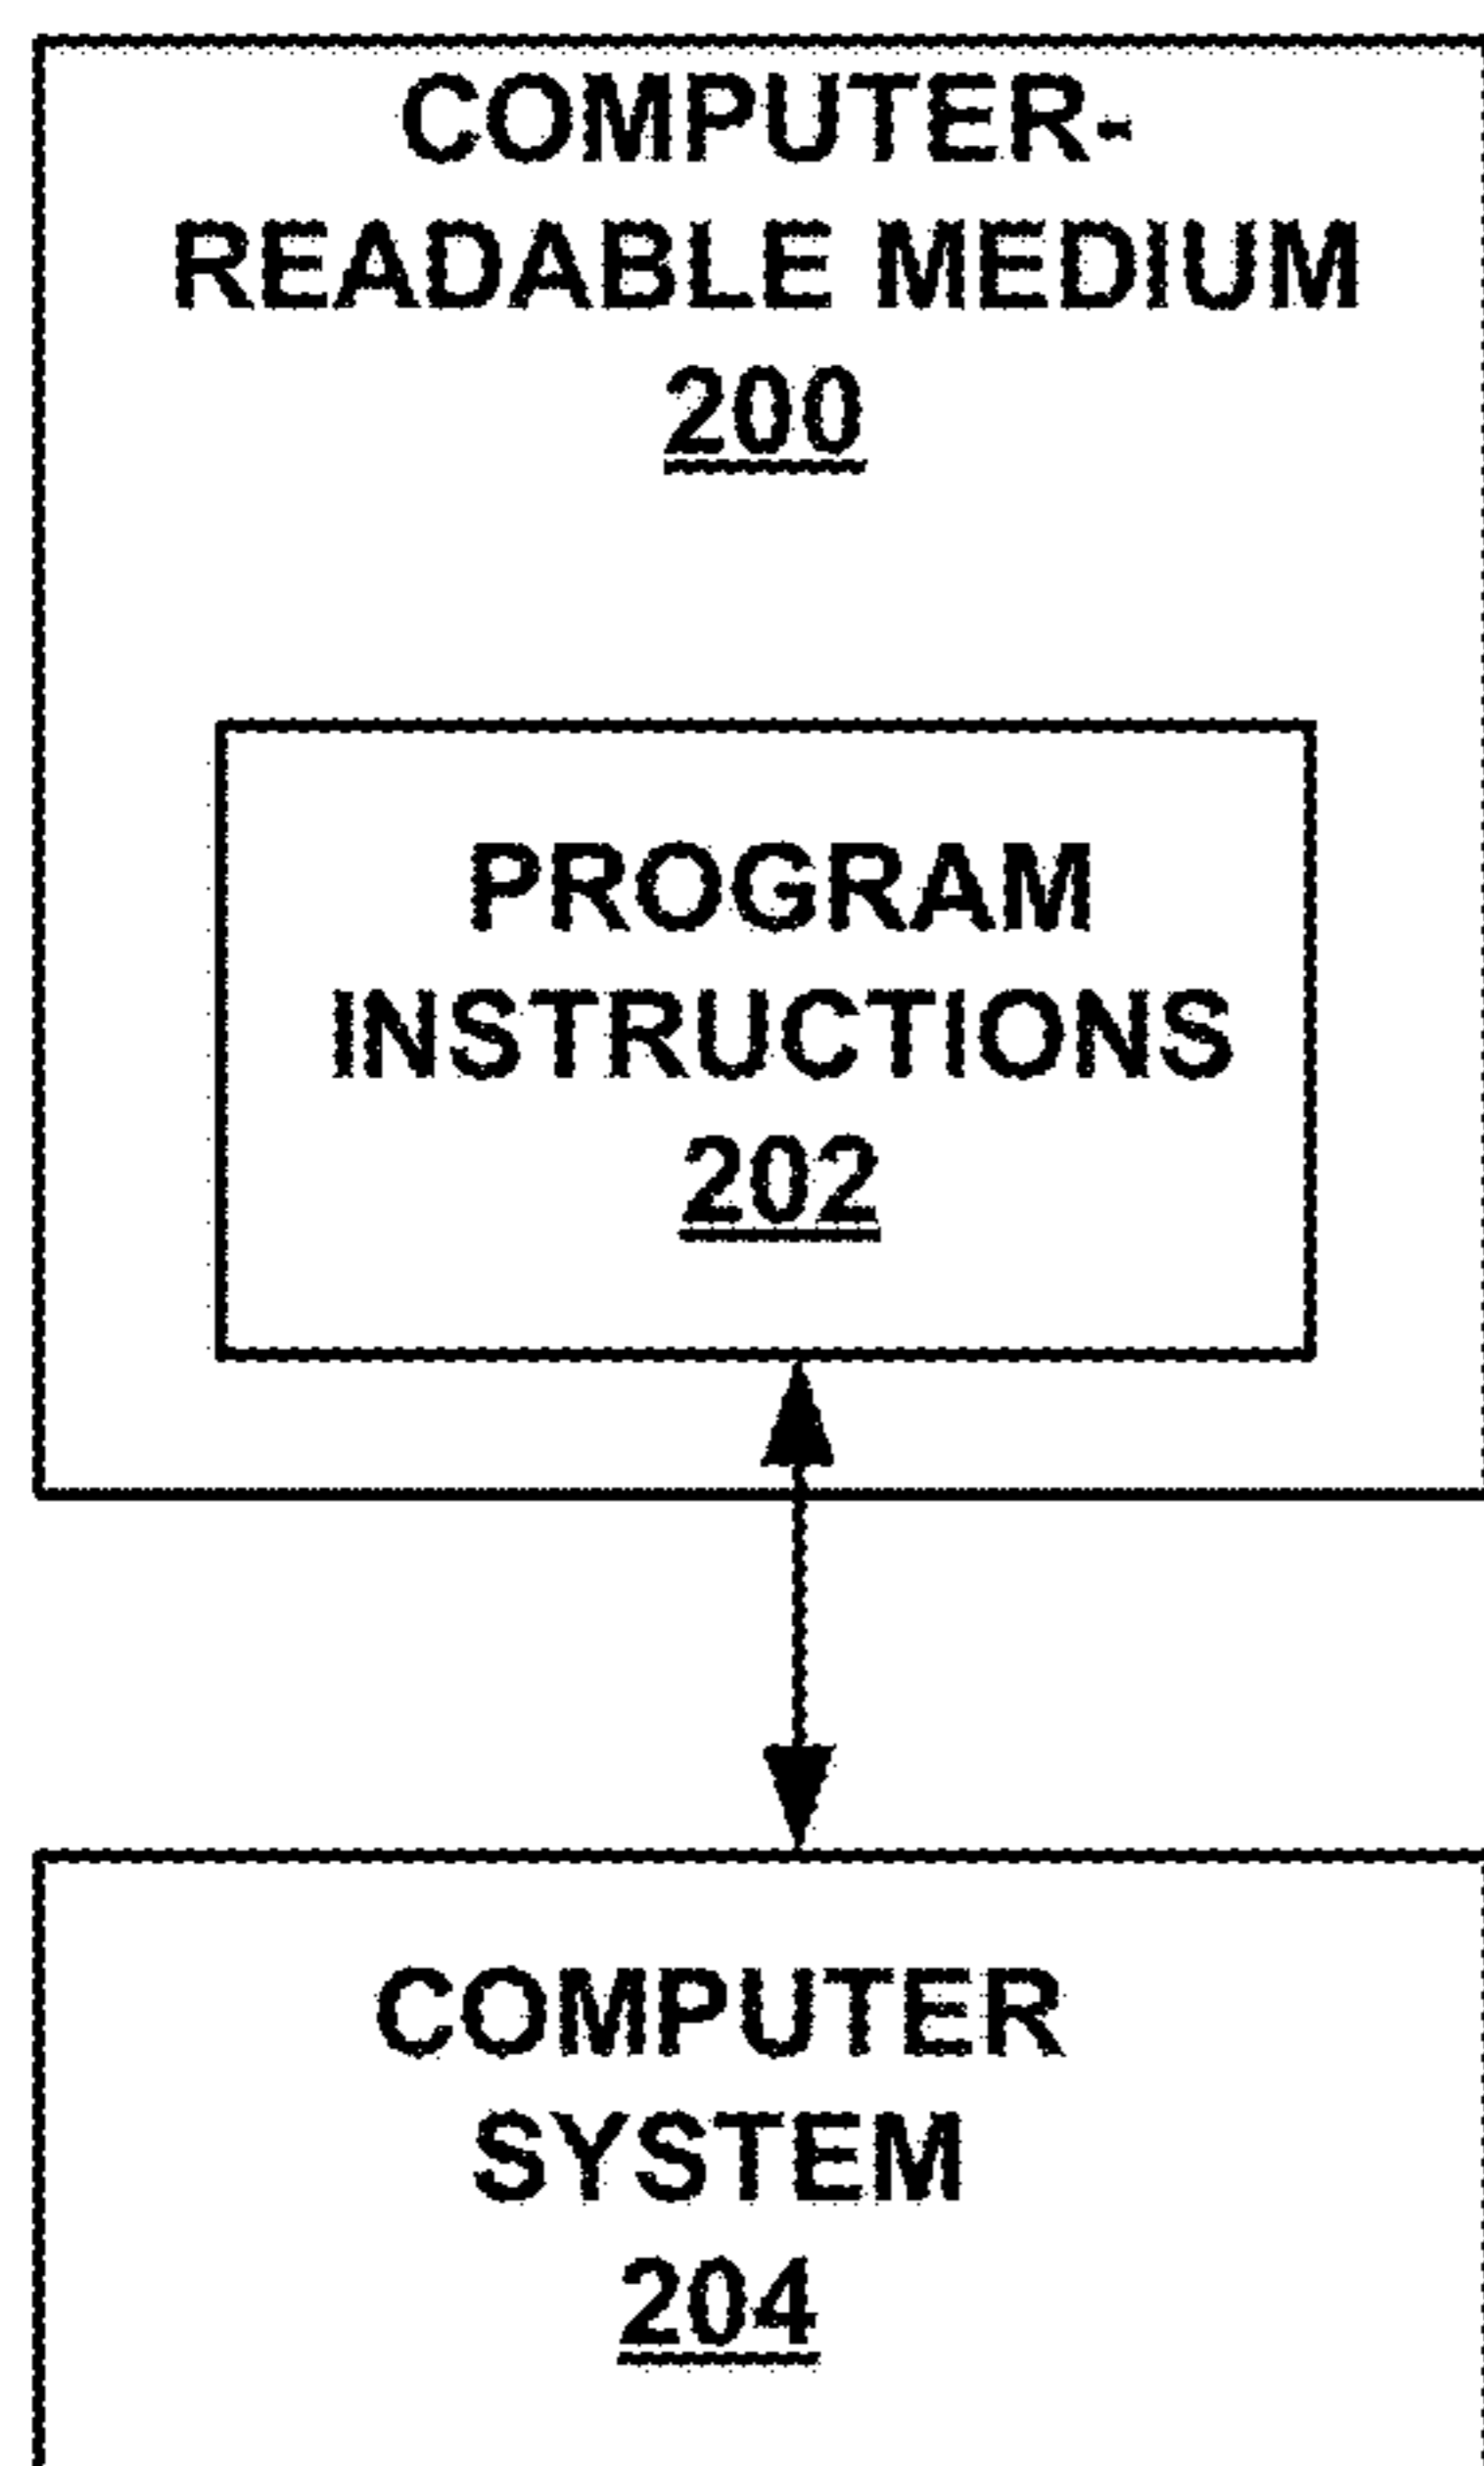 COMPUTER-
READABLE MEDIUM
200
PROGRAM
INSTRUCTIONS
202
COMPUTER
SYSTEM
204